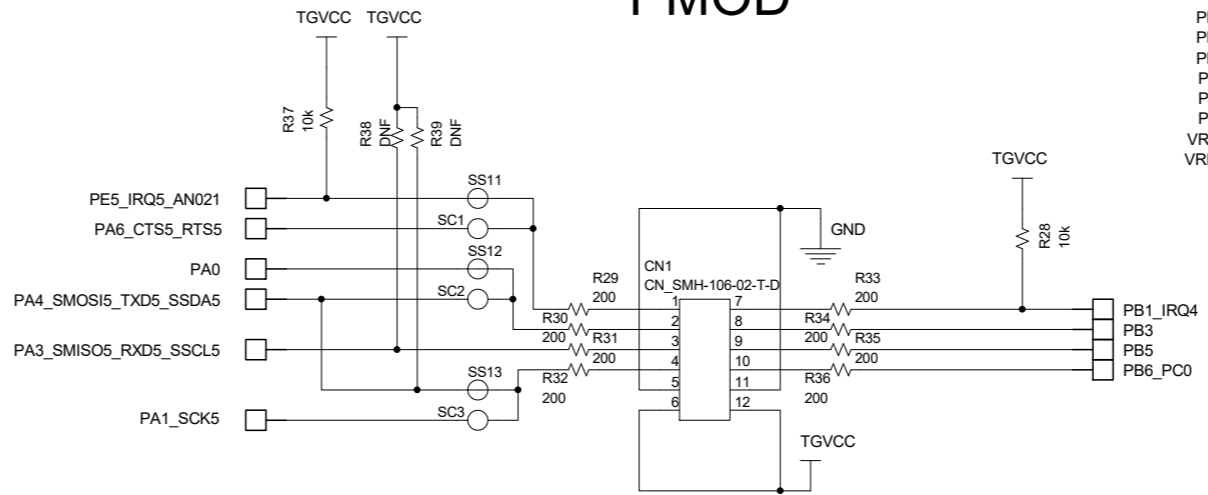 PMOD
TGVCC TGVCC
R37
10k
R38
DNF
R39
DNF
TGVCC
R28
10k
PE5_IRQ5_AN021
SS11
PA6_CTS5_RTS5
SC1
GND
PA0
SS12
PA4_SMOSI5_TXD5_SSDA5
SC2
CN1
CN_SMH-106-02-T-D
R29
200
R33
200
1 7
PB1_IRQ4
R30
200
2 8
R34
200
PB3
PA3_SMISO5_RXD5_SSCL5
R31
200
3 9
R35
200
PB5
SS13
R32
200
4 10
R36
200
PB6_PC0
5 11
PA1_SCK5
SC3
6 12
TGVCC